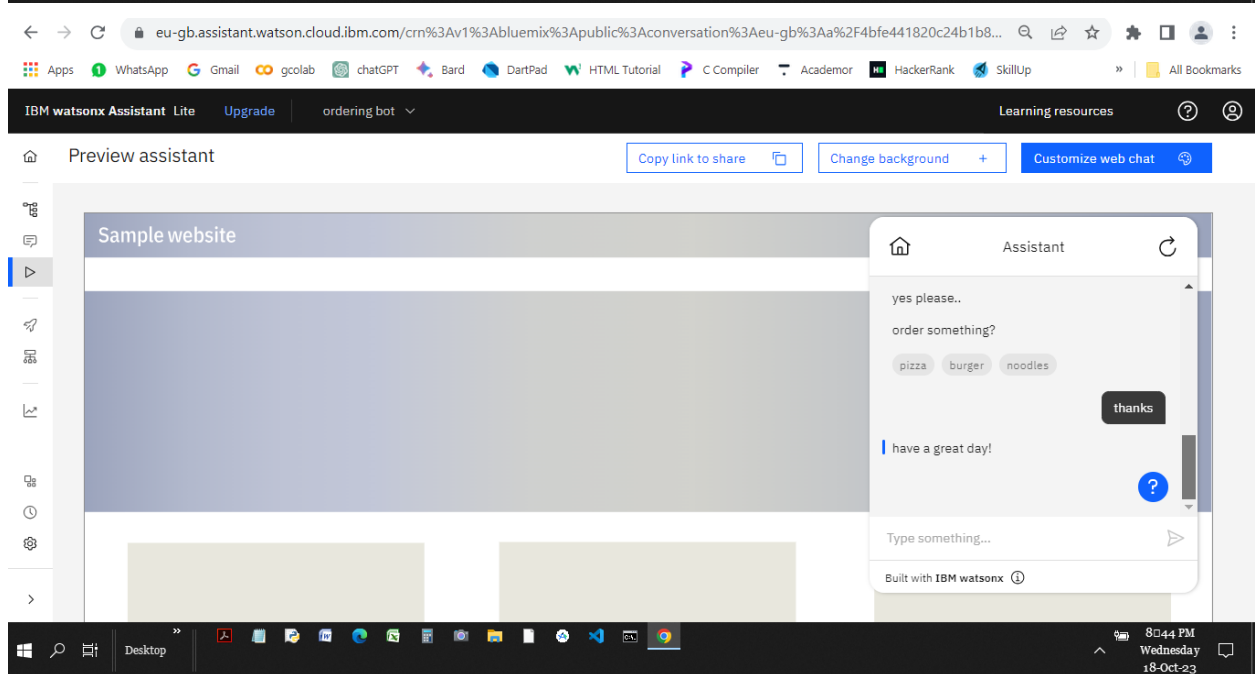 eu-gb.assistant.watson.cloud.ibm.com/crn%3Av1%3Abluemix%3Apublic%3Aconversation%3Aeu-gb%3Aa%2F4bfe441820c24b1b8...
Apps WhatsApp Gmail gcolab chatGPT Bard DartPad HTML Tutorial C Compiler Academor HackerRank SkillUp » All Bookmarks
IBM watsonx Assistant Lite Upgrade ordering bot Learning resources
Preview assistant Copy link to share Change background + Customize web chat
Sample website
Assistant
yes please..
order something?
pizza burger noodles
thanks
have a great day!
?
Type something...
Built with IBM watsonx
Desktop »
8□44 PM
Wednesday
18-Oct-23